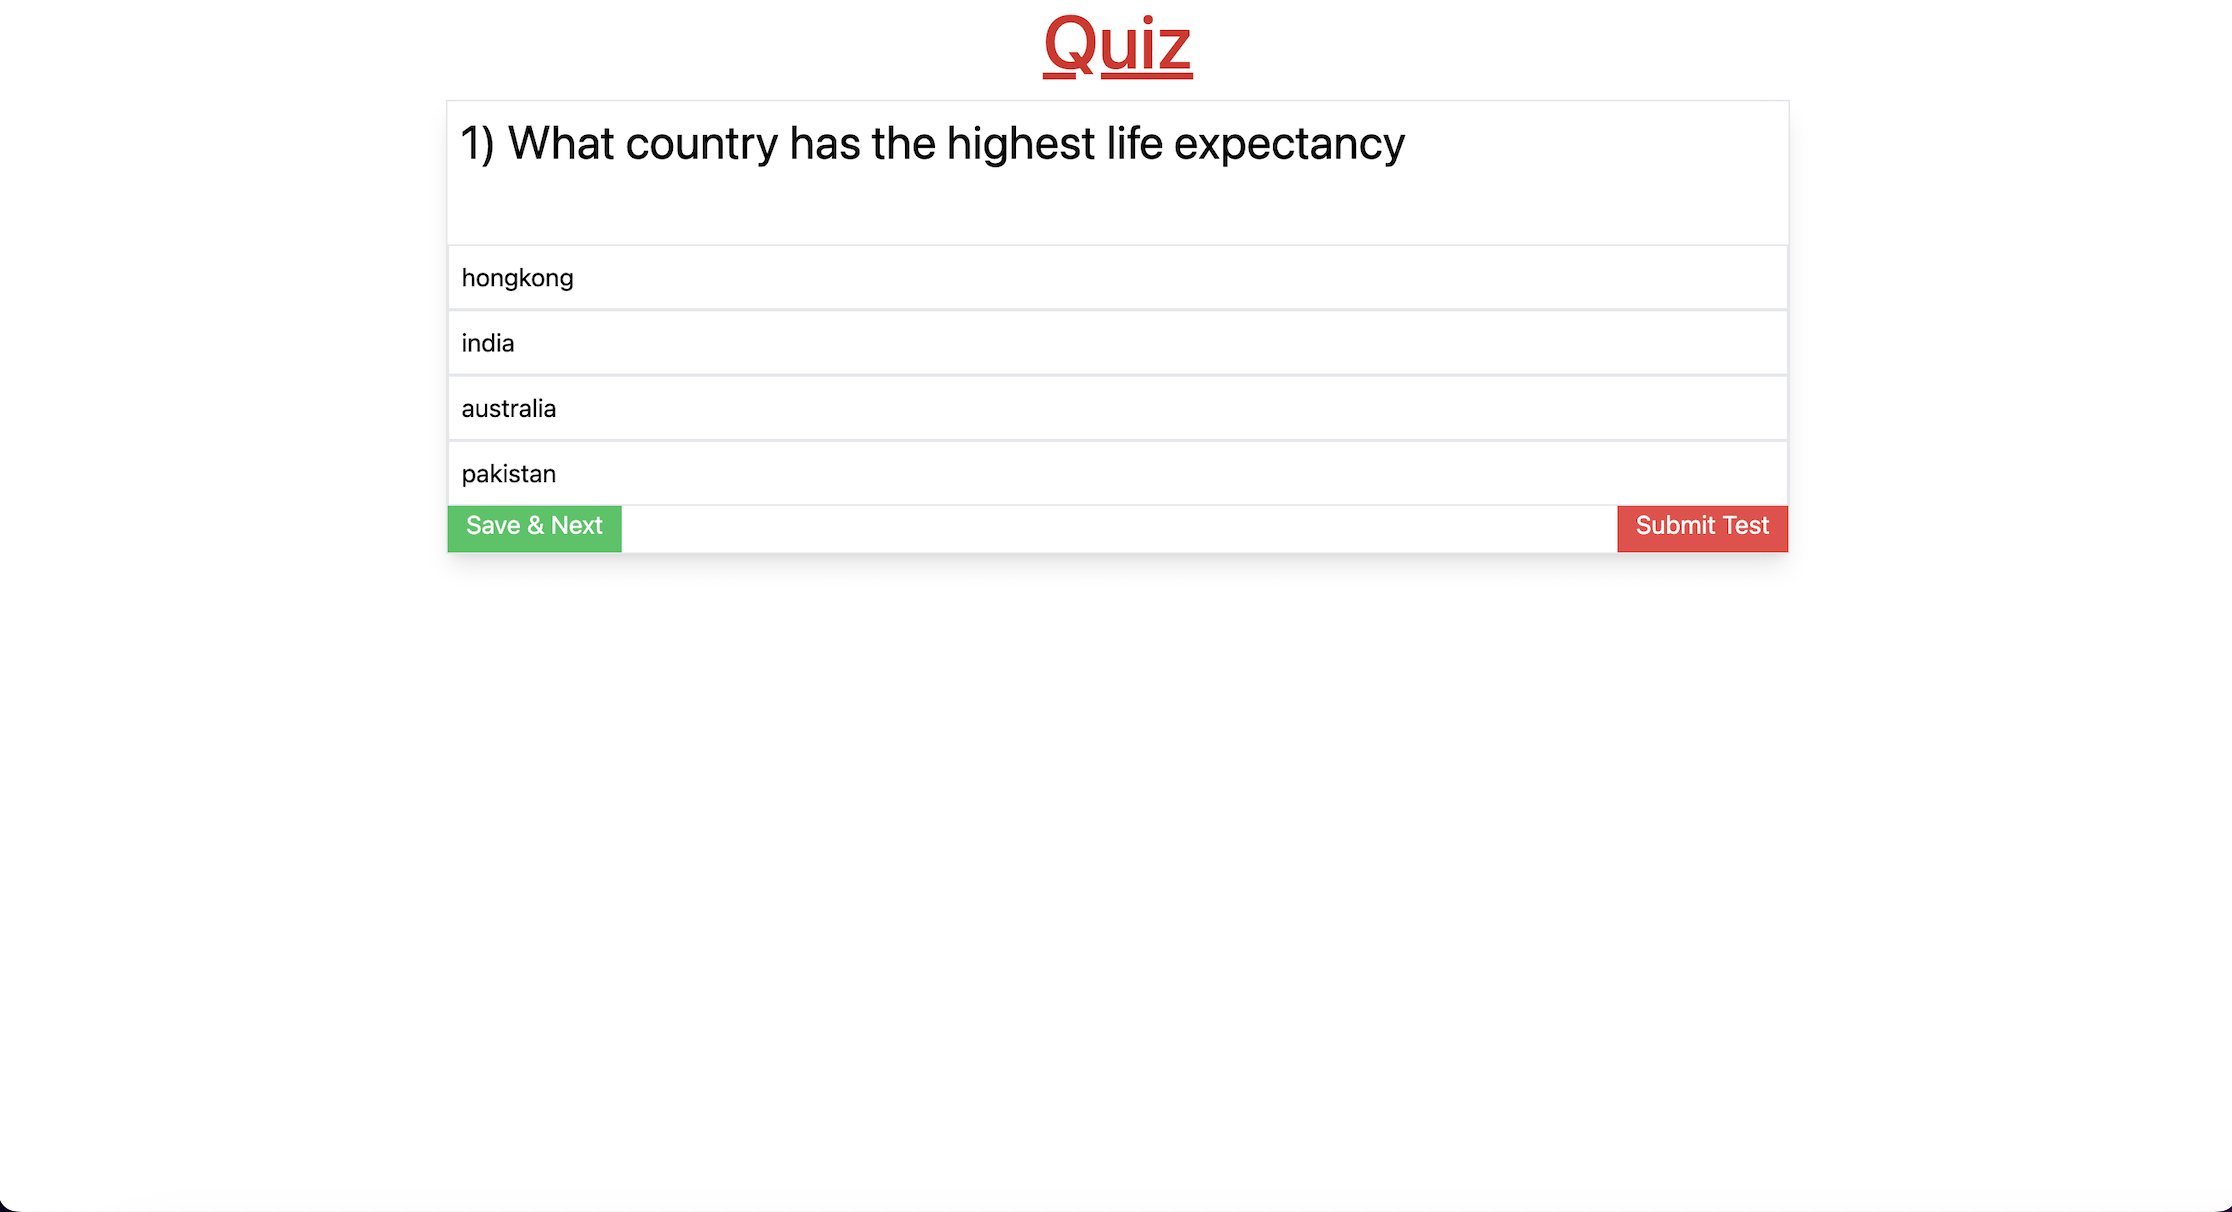 Quiz
1) What country has the highest life expectancy
hongkong
india
australia
pakistan
Save & Next
Submit Test